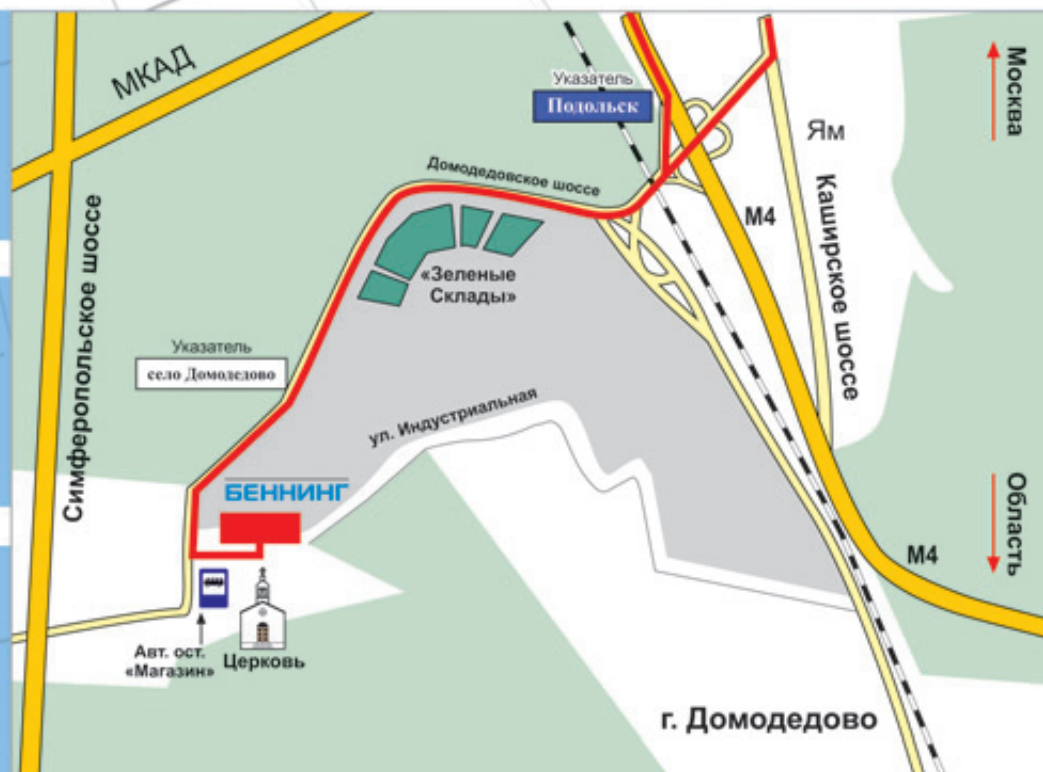 МКАД
Указатель
Подольск
Москва
Ям
Домодедовское шоссе
Каширское шоссе
М4
«Зеленые
Склады»
Симферопольское шоссе
Указатель
село Домодедово
ул. Индустриальная
БЕННИНГ
Область
М4
Авт. ост.
«Магазин»
Церковь
г. Домодедово